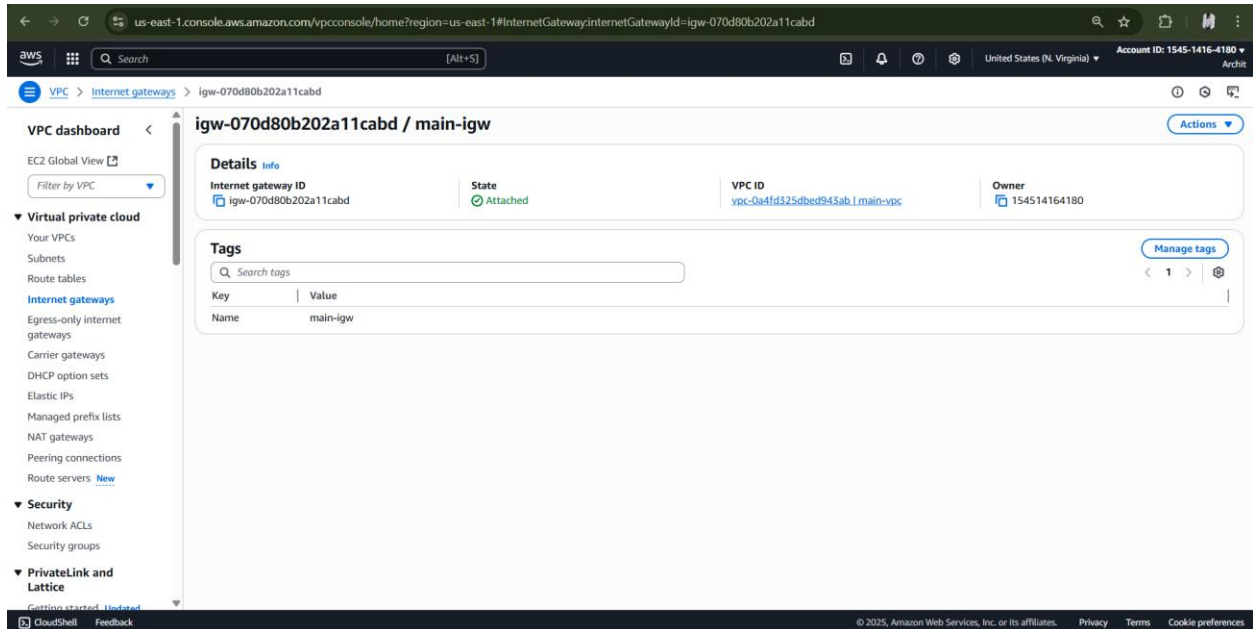 us-east-1.console.aws.amazon.com/vpcconsole/home?region=us-east-1#InternetGateway:internetGatewayId=igw-070d80b202a11cabd
aws Search [Alt+S] United States (N. Virginia) Account ID: 1545-1416-4180
Archit
VPC > Internet gateways > igw-070d80b202a11cabd
VPC dashboard
EC2 Global View
Filter by VPC
Virtual private cloud
Your VPCs
Subnets
Route tables
Internet gateways
Egress-only internet
gateways
Carrier gateways
DHCP option sets
Elastic IPs
Managed prefix lists
NAT gateways
Peering connections
Route servers New
Security
Network ACLs
Security groups
PrivateLink and
Lattice
Getting started Updated
igw-070d80b202a11cabd / main-igw
Actions
Details Info
Internet gateway ID State VPC ID Owner
igw-070d80b202a11cabd Attached vpc-0a4fd325dbed943ab | main-vpc 154514164180
Tags
Manage tags
Search tags
1
Key Value
Name main-igw
CloudShell Feedback © 2025, Amazon Web Services, Inc. or its affiliates. Privacy Terms Cookie preferences